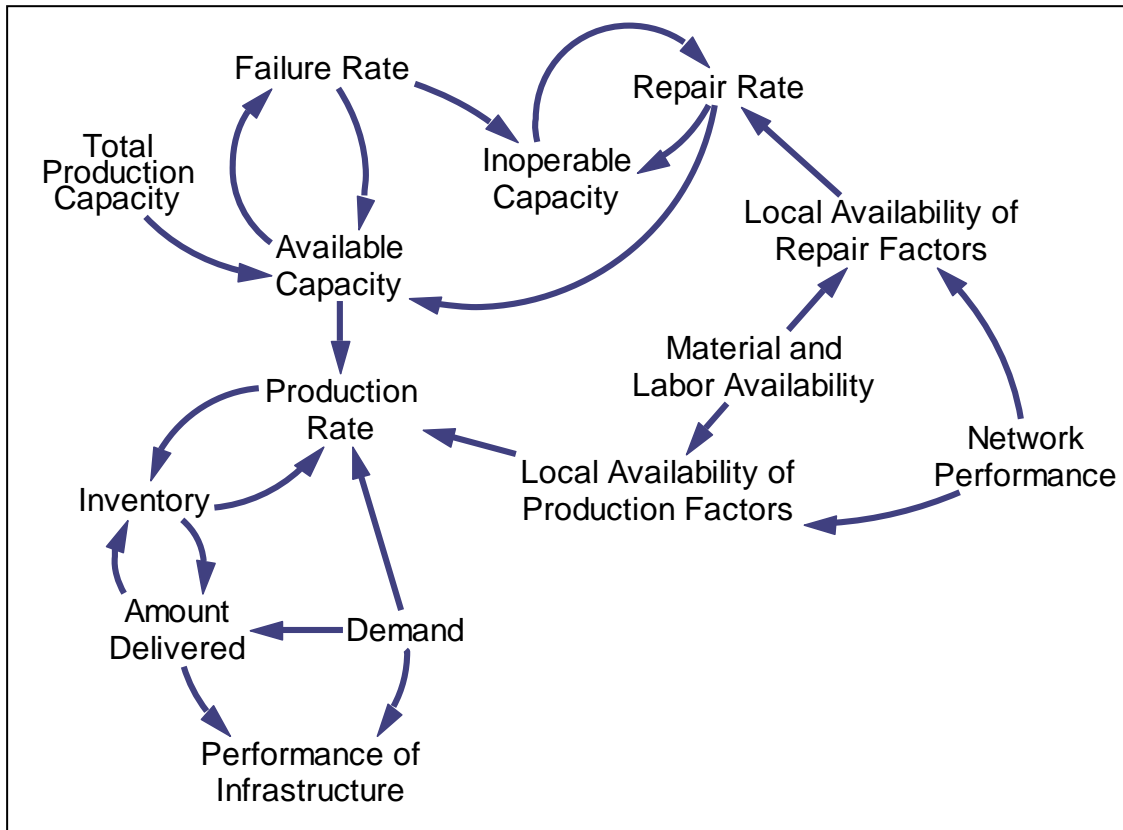 Failure Rate
Repair Rate
Total
Production
Capacity
Inoperable
Capacity
Local Availability of
Repair Factors
Available
Capacity
Material and
Labor Availability
Production
Rate
Network
Performance
Local Availability of
Production Factors
Inventory
Amount
Delivered
Demand
Performance of
Infrastructure